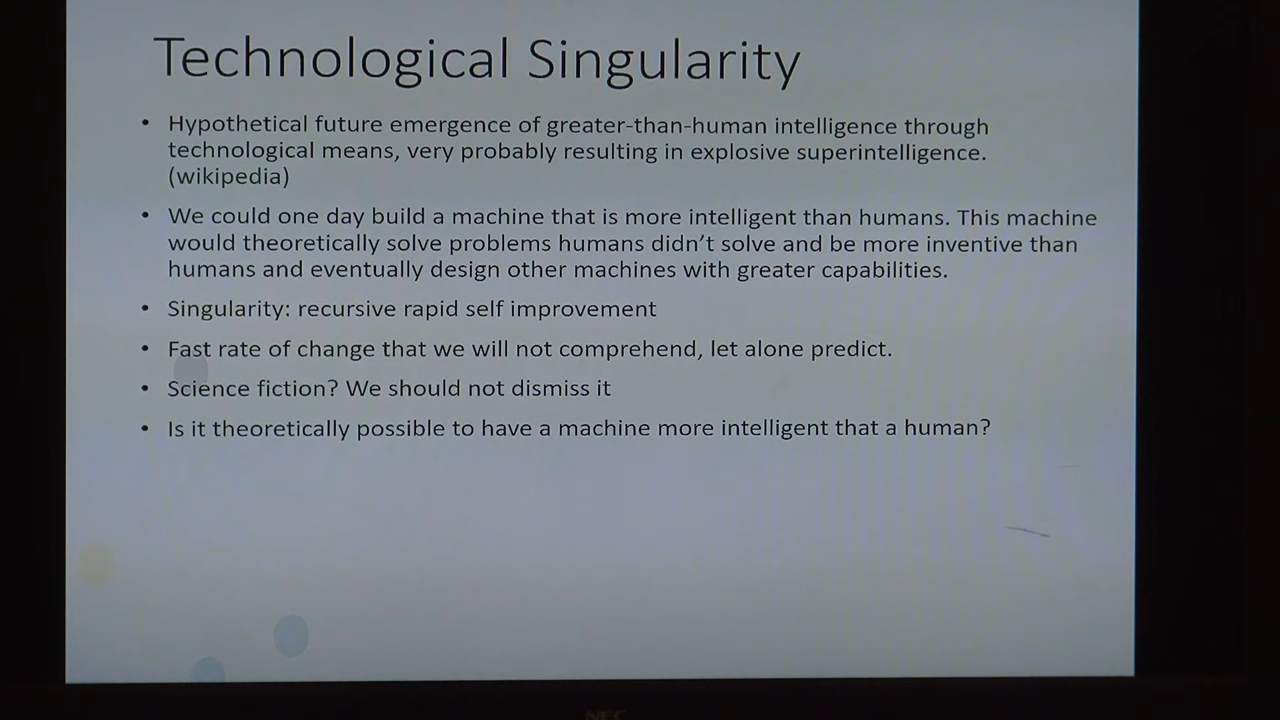 Technological Singularity
• Hypothetical future emergence of greater-than-human intelligence through
technological means, very probably resulting in explosive superintelligence.
(wikipedia)
• We could one day build a machine that is more intelligent than humans. This machine
would theoretically solve problems humans didn't solve and be more inventive than
humans and eventually design other machines with greater capabilities.
• Singularity: recursive rapid self improvement
• Fast rate of change that we will not comprehend, let alone predict.
• Science fiction? We should not dismiss it
• Is it theoretically possible to have a machine more intelligent that a human?
NEC